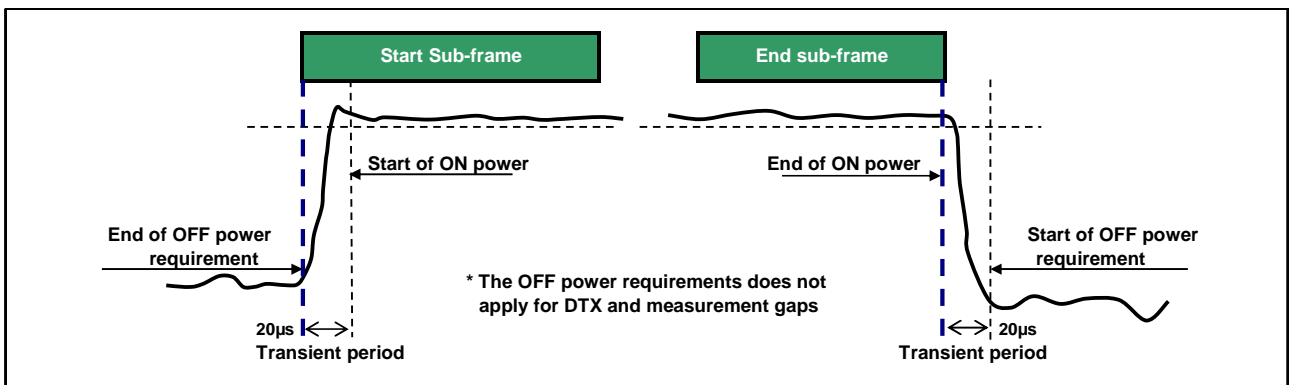 Start Sub-frame
End sub-frame
Start of ON power
End of ON power
End of OFF power
requirement
Start of OFF power
requirement
* The OFF power requirements does not
apply for DTX and measurement gaps
20µs
Transient period
20µs
Transient period